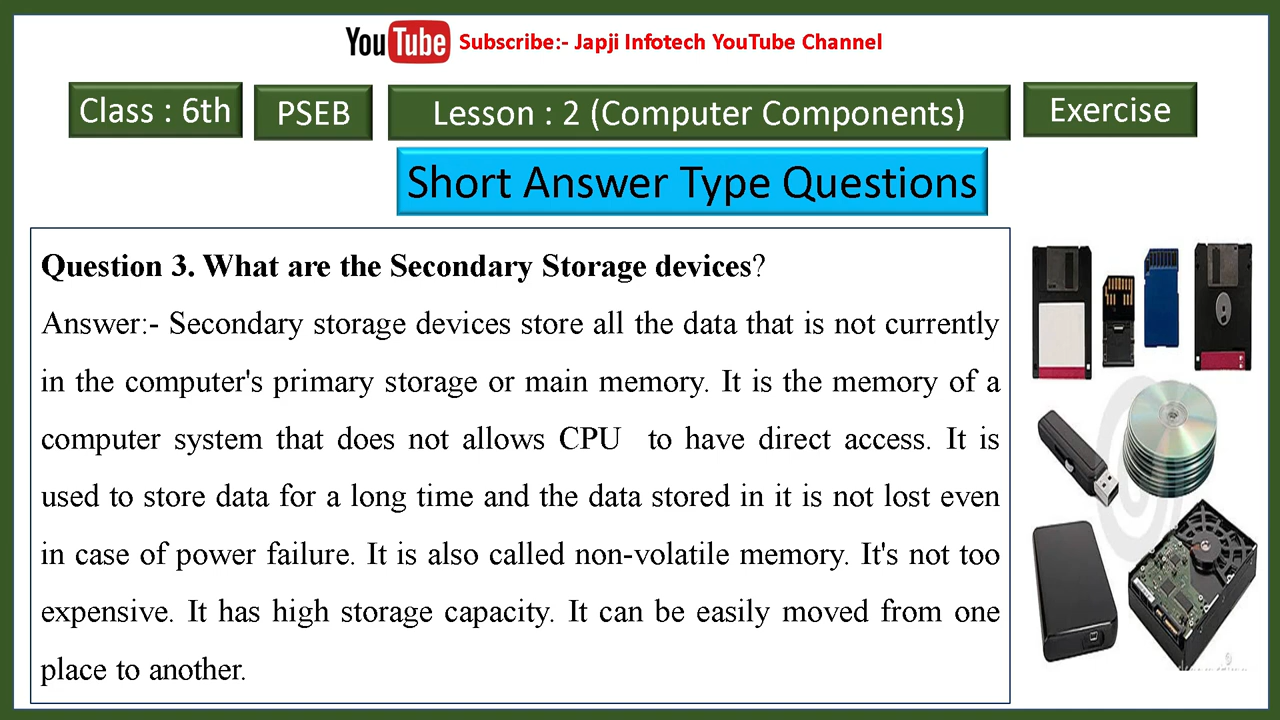 YouTube Subscribe:- Japji Infotech YouTube Channel
Class : 6th PSEB Lesson : 2 (Computer Components) Exercise
Short Answer Type Questions
Question 3. What are the Secondary Storage devices?
Answer:- Secondary storage devices store all the data that is not currently
in the computer's primary storage or main memory. It is the memory of a
computer system that does not allows CPU to have direct access. It is
used to store data for a long time and the data stored in it is not lost even
in case of power failure. It is also called non-volatile memory. It's not too
expensive. It has high storage capacity. It can be easily moved from one
place to another.